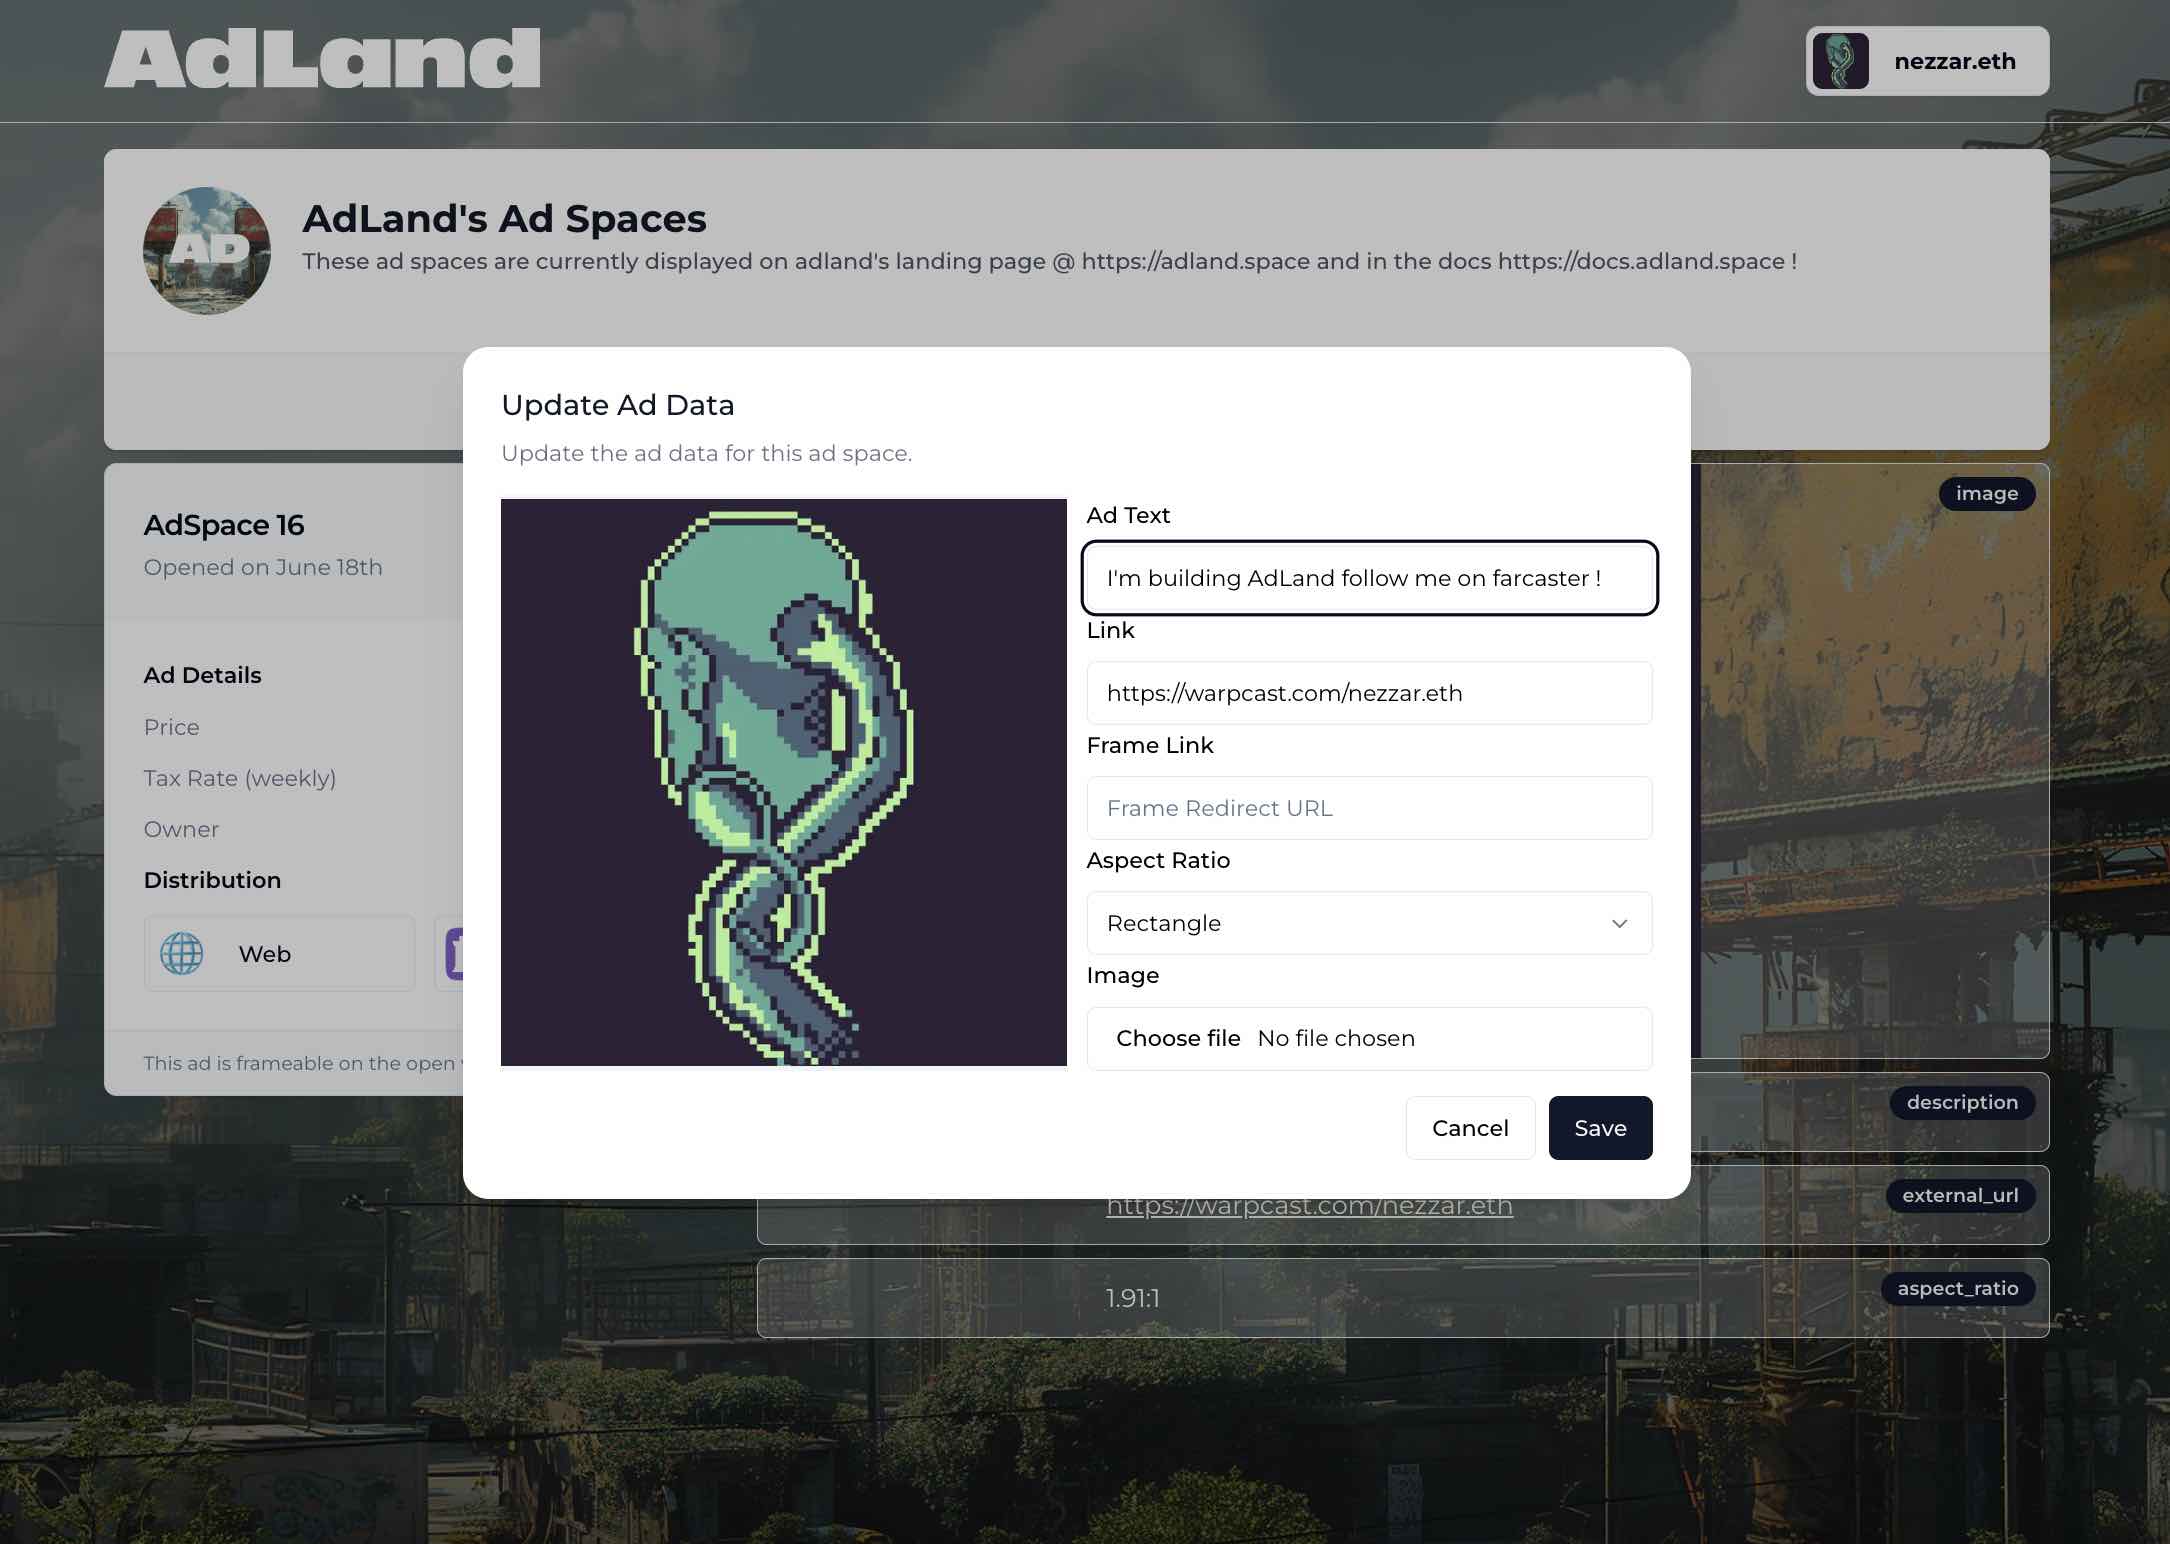 AdLand
nezzar.eth
AD
AdLand's Ad Spaces
These ad spaces are currently displayed on adland's landing page @ https://adland.space and in the docs https://docs.adland.space !
Update Ad Data
Update the ad data for this ad space.
Ad Text
I'm building AdLand follow me on farcaster !
Link
https://warpcast.com/nezzar.eth
Frame Link
Frame Redirect URL
Aspect Ratio
Rectangle
Image
Choose file No file chosen
Cancel
Save
AdSpace 16
Opened on June 18th
Ad Details
Price
Tax Rate (weekly)
Owner
Distribution
Web
This ad is frameable on the open
image
description
https://warpcast.com/nezzar.eth
external_url
1.91:1
aspect_ratio